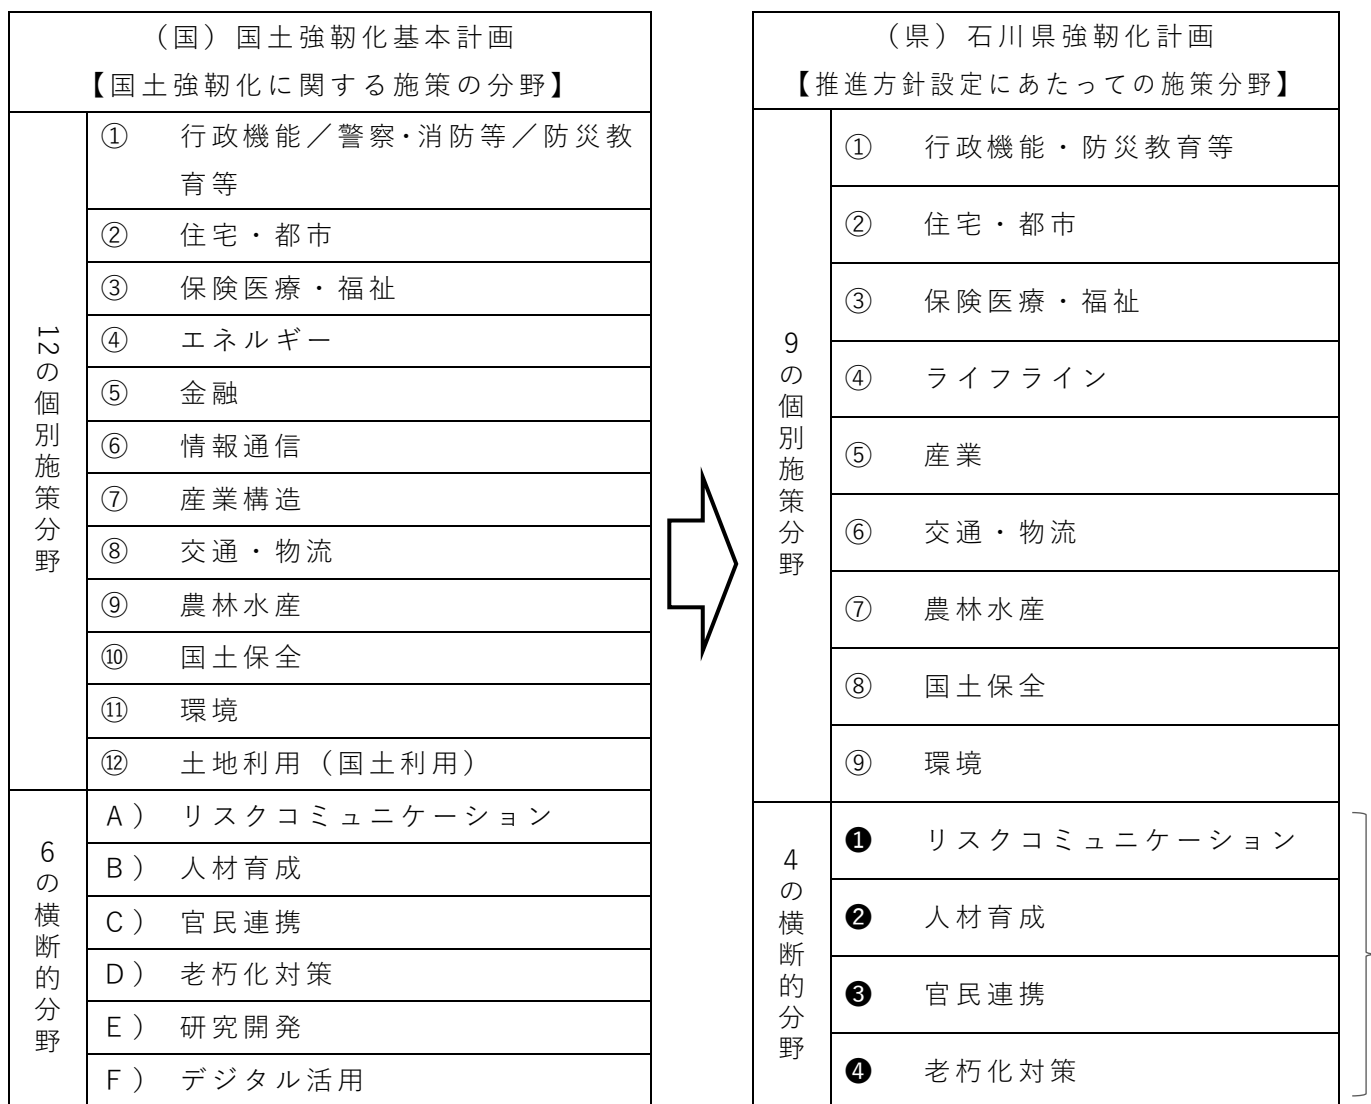 （国）国土強靭化基本計画
【国土強靭化に関する施策の分野】
12の個別施策分野
① 行政機能／警察・消防等／防災教
育等
② 住宅・都市
③ 保険医療・福祉
④ エネルギー
⑤ 金融
⑥ 情報通信
⑦ 産業構造
⑧ 交通・物流
⑨ 農林水産
⑩ 国土保全
⑪ 環境
⑫ 土地利用（国土利用）
6の横断的分野
A） リスクコミュニケーション
B） 人材育成
C） 官民連携
D） 老朽化対策
E） 研究開発
F） デジタル活用
（県）石川県強靭化計画
【推進方針設定にあたっての施策分野】
9の個別施策分野
① 行政機能・防災教育等
② 住宅・都市
③ 保険医療・福祉
④ ライフライン
⑤ 産業
⑥ 交通・物流
⑦ 農林水産
⑧ 国土保全
⑨ 環境
4の横断的分野
❶ リスクコミュニケーション
❷ 人材育成
❸ 官民連携
❹ 老朽化対策